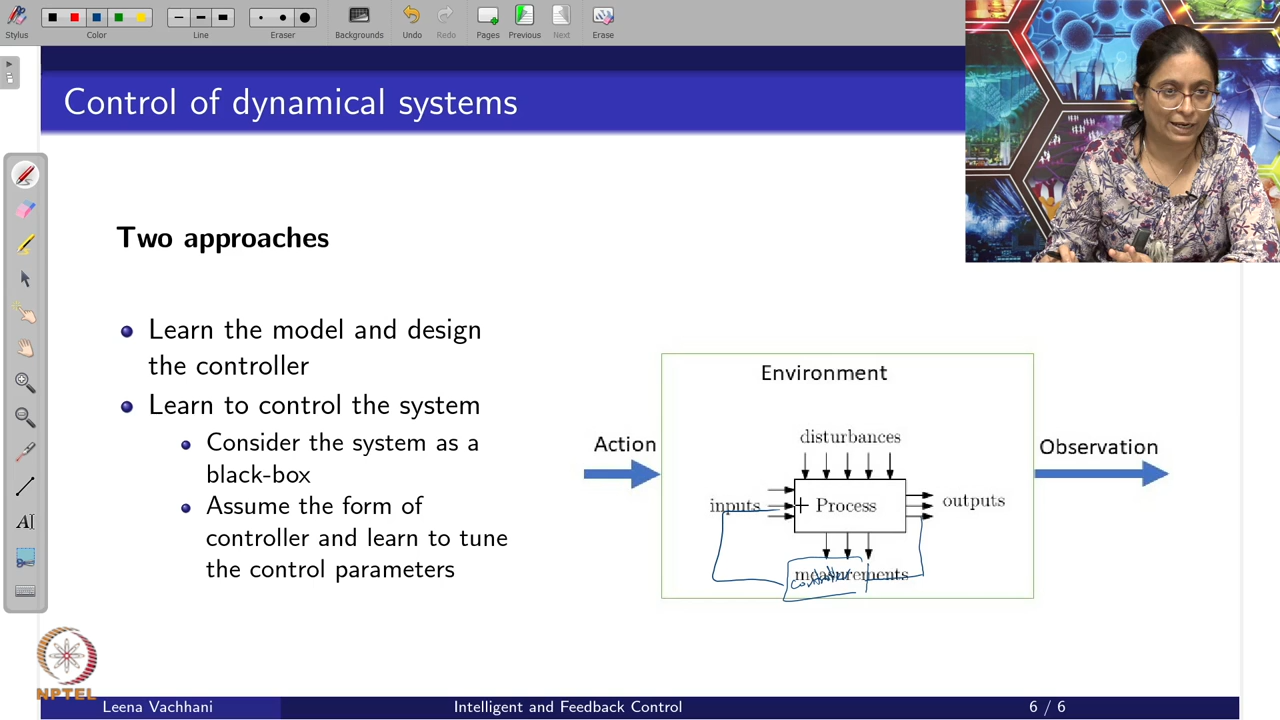 Stylus
Color
Line
Eraser
Backgrounds
Undo
Redo
Pages
Previous
Next
Erase
Control of dynamical systems
Two approaches
Learn the model and design
the controller
Learn to control the system
Consider the system as a
black-box
Assume the form of
controller and learn to tune
the control parameters
Environment
Action
Observation
disturbances
inputs
Process
outputs
measurements
controller
NPTEL
Leena Vachhani
Intelligent and Feedback Control
6 / 6